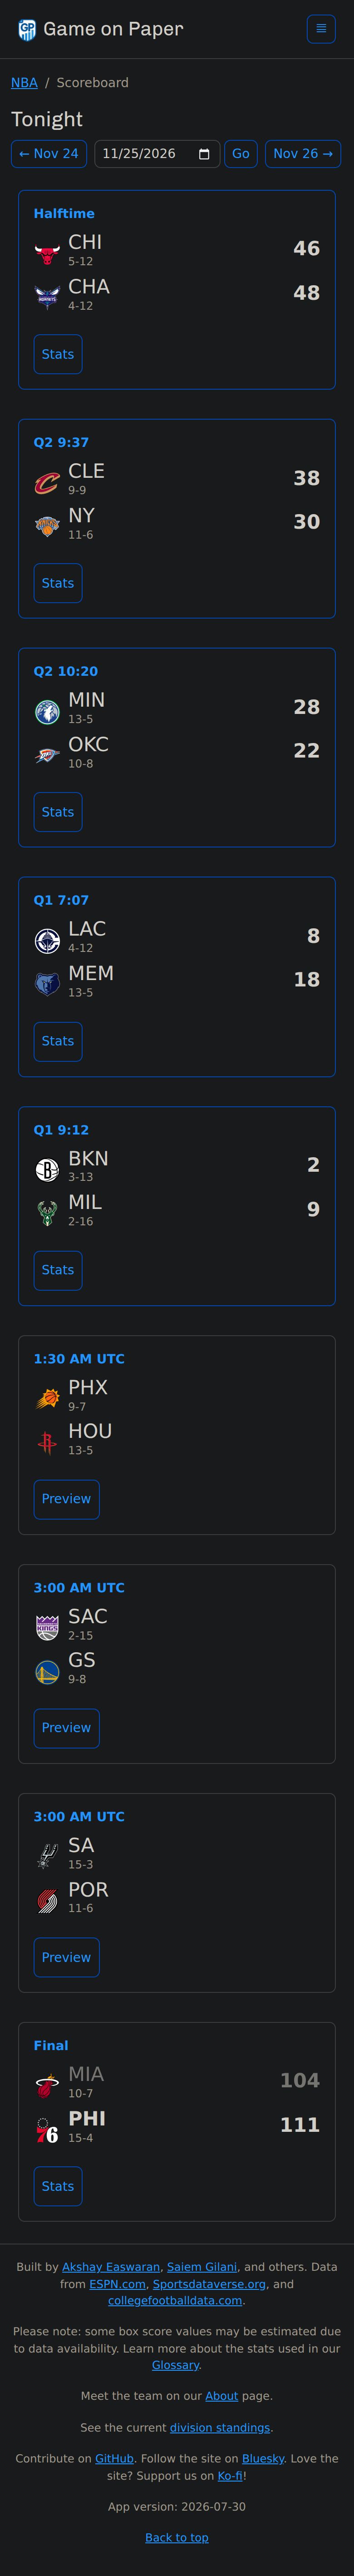 GP
Game on Paper
NBA / Scoreboard
Tonight
← Nov 24
11/25/2026
Go
Nov 26 →
Halftime
CHI
46
5-12
CHA
48
4-12
Stats
Q2 9:37
CLE
38
9-9
NY
30
11-6
Stats
Q2 10:20
MIN
28
13-5
OKC
22
10-8
Stats
Q1 7:07
LAC
8
4-12
MEM
18
13-5
Stats
Q1 9:12
BKN
2
3-13
MIL
9
2-16
Stats
1:30 AM UTC
PHX
9-7
HOU
13-5
Preview
3:00 AM UTC
SAC
2-15
GS
9-8
Preview
3:00 AM UTC
SA
15-3
POR
11-6
Preview
Final
MIA
104
10-7
PHI
111
15-4
Stats
Built by Akshay Easwaran, Saiem Gilani, and others. Data
from ESPN.com, Sportsdataverse.org, and
collegefootballdata.com.
Please note: some box score values may be estimated due
to data availability. Learn more about the stats used in our
Glossary.
Meet the team on our About page.
See the current division standings.
Contribute on GitHub. Follow the site on Bluesky. Love the
site? Support us on Ko-fi!
App version: 2026-07-30
Back to top